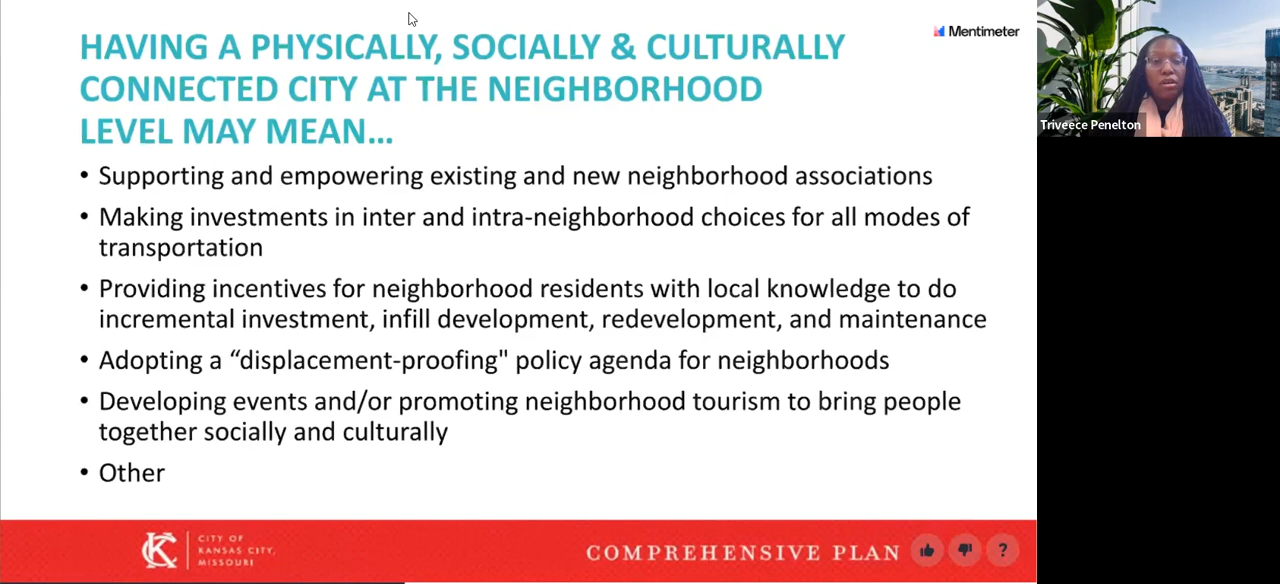 HAVING A PHYSICALLY, SOCIALLY & CULTURALLY
CONNECTED CITY AT THE NEIGHBORHOOD
LEVEL MAY MEAN...
Mentimeter
Triveece Penelton
• Supporting and empowering existing and new neighborhood associations
• Making investments in inter and intra-neighborhood choices for all modes of
transportation
• Providing incentives for neighborhood residents with local knowledge to do
incremental investment, infill development, redevelopment, and maintenance
• Adopting a “displacement-proofing" policy agenda for neighborhoods
• Developing events and/or promoting neighborhood tourism to bring people
together socially and culturally
• Other
KC
CITY OF
KANSAS CITY,
MISSOURI
COMPREHENSIVE PLAN
?